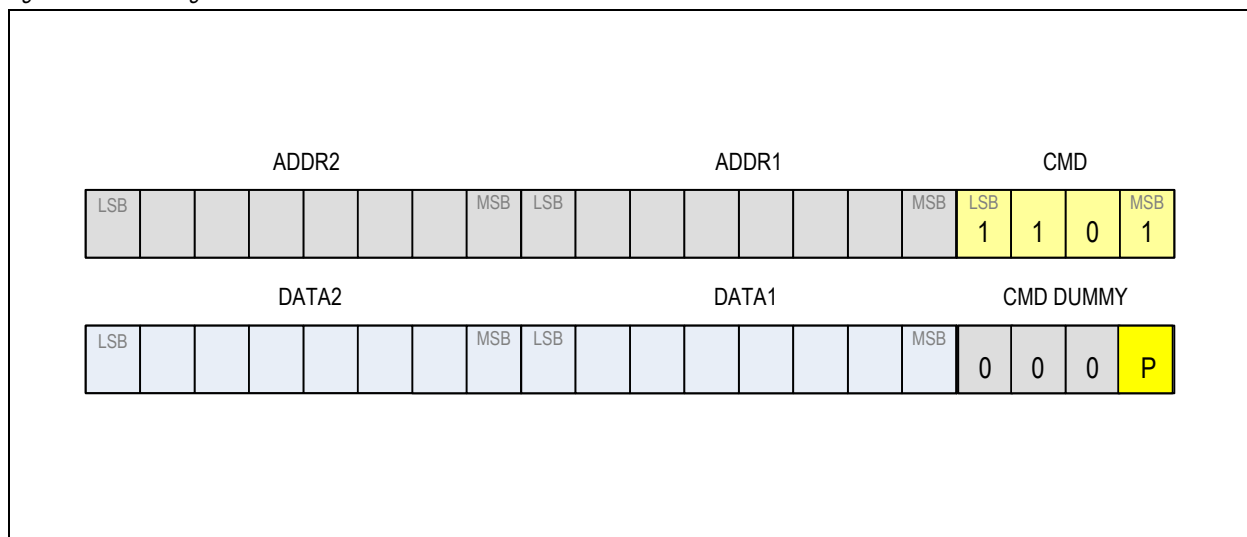 ADDR2 ADDR1 CMD
LSB MSB LSB MSB LSB MSB
1 1 0 1
DATA2 DATA1 CMD DUMMY
LSB MSB LSB MSB
0 0 0 P